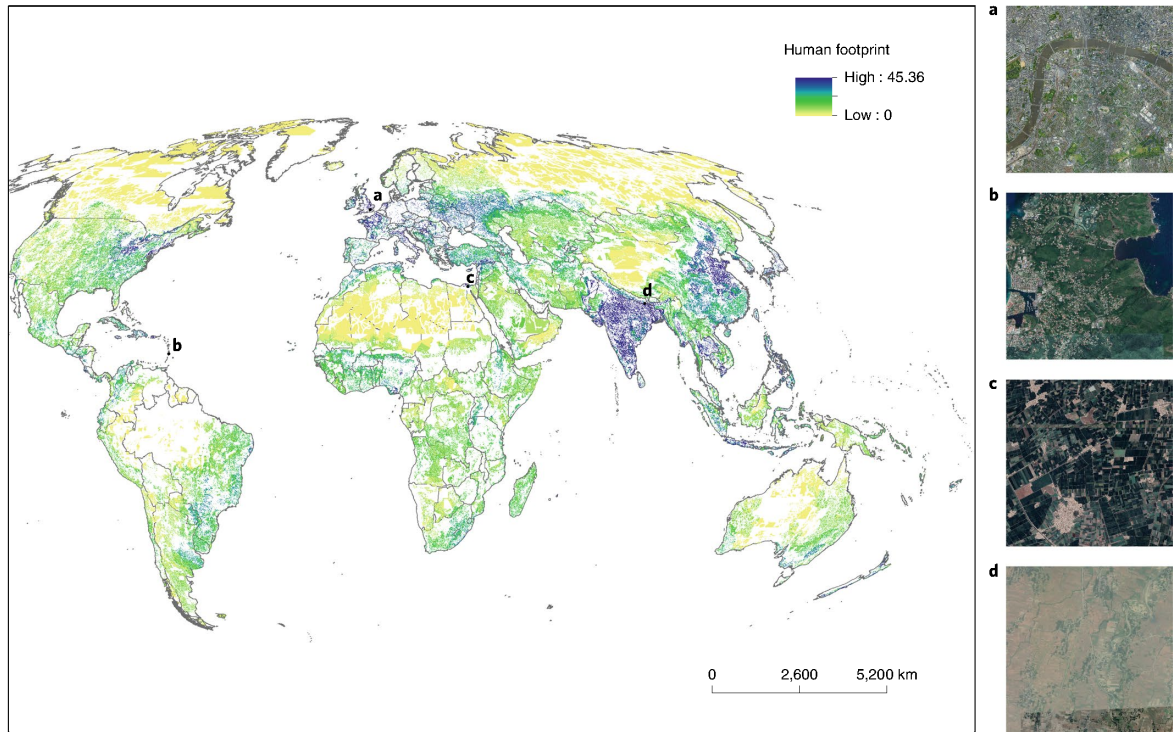 Human footprint
High : 45.36
Low : 0
a
b
c
d
0 2,600 5,200 km
a
b
c
d